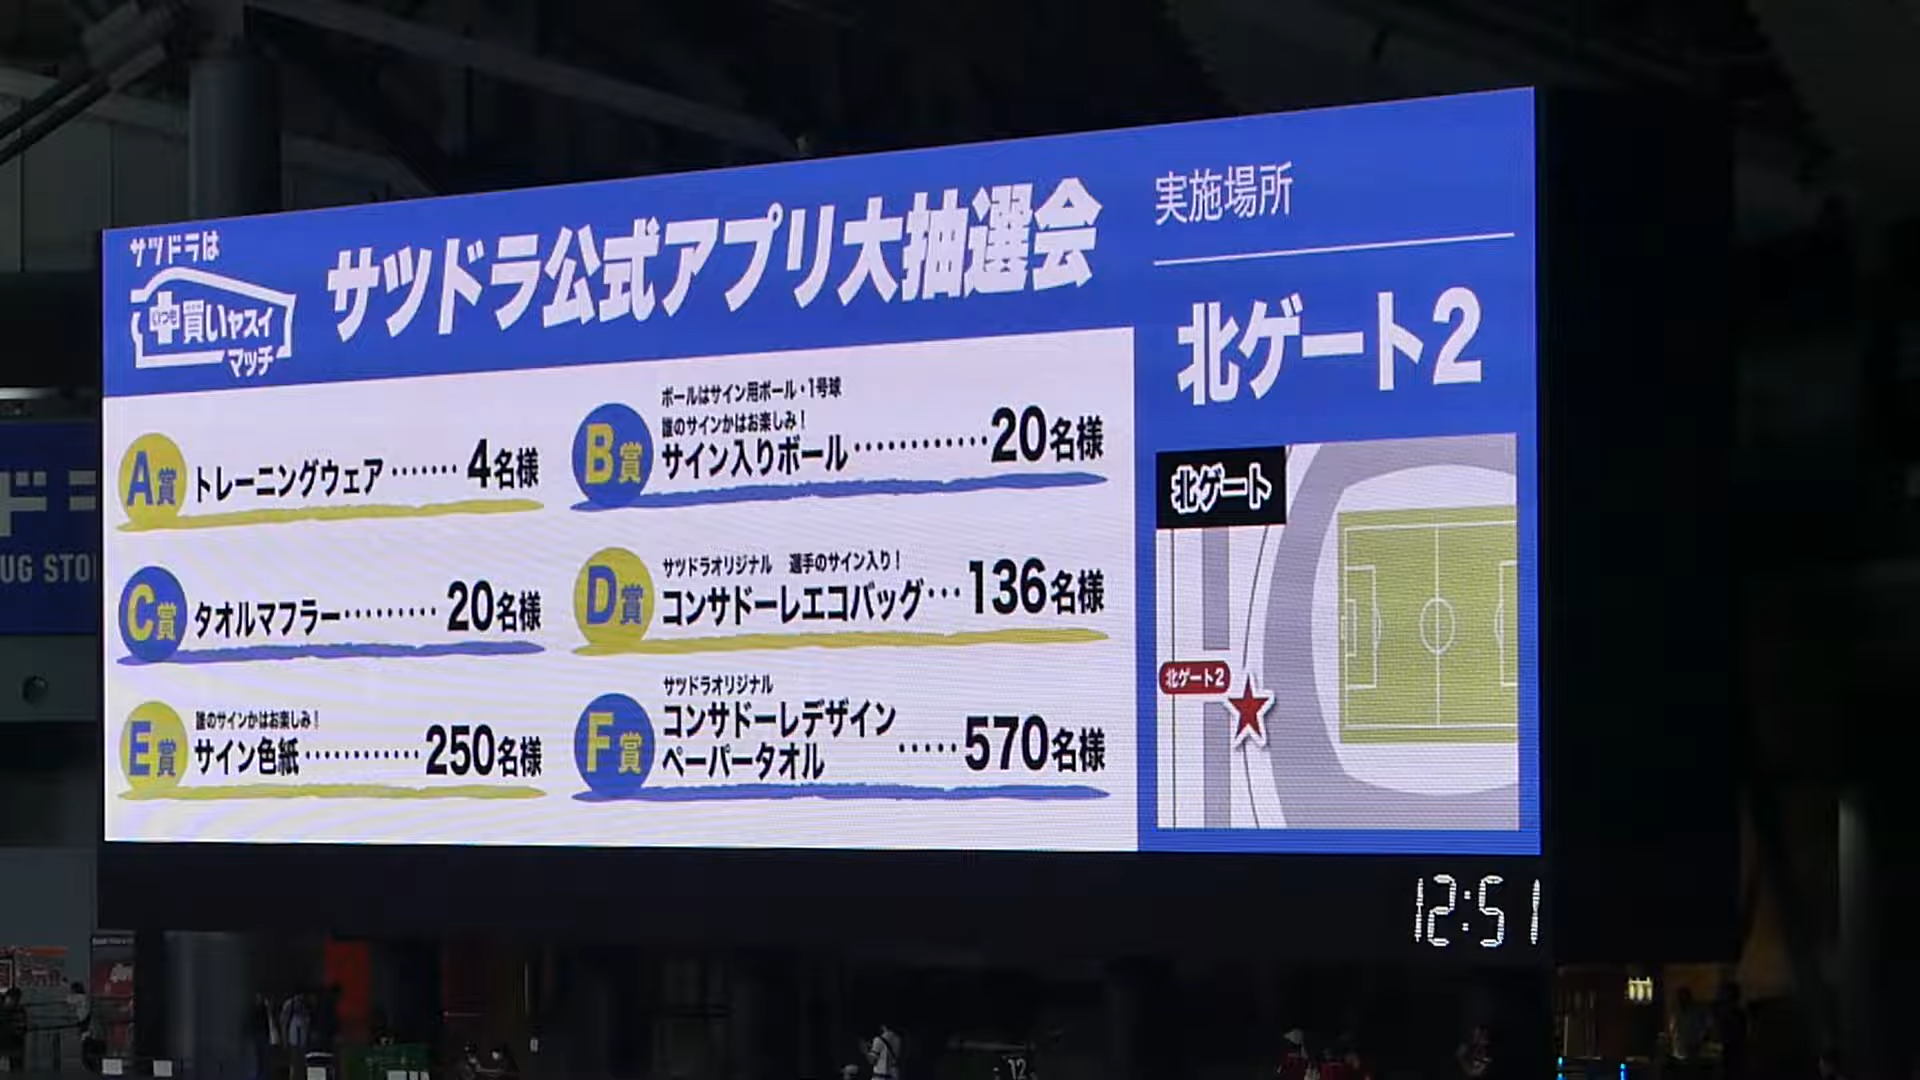 サツドラは
いつも
買いヤスイ
マッチ
サツドラ公式アプリ大抽選会
A賞 トレーニングウェア ······· 4名様
ボールはサイン用ボール・1号球
誰のサインかはお楽しみ!
B賞 サイン入りボール ············ 20名様
C賞 タオルマフラー ········· 20名様
サツドラオリジナル 選手のサイン入り!
D賞 コンサドーレエコバッグ ··· 136名様
誰のサインかはお楽しみ!
E賞 サイン色紙 ············ 250名様
サツドラオリジナル
F賞 コンサドーレデザイン
ペーパータオル ····· 570名様
実施場所
北ゲート2
北ゲート
北ゲート2
12:51
ドラ
UG STO
12